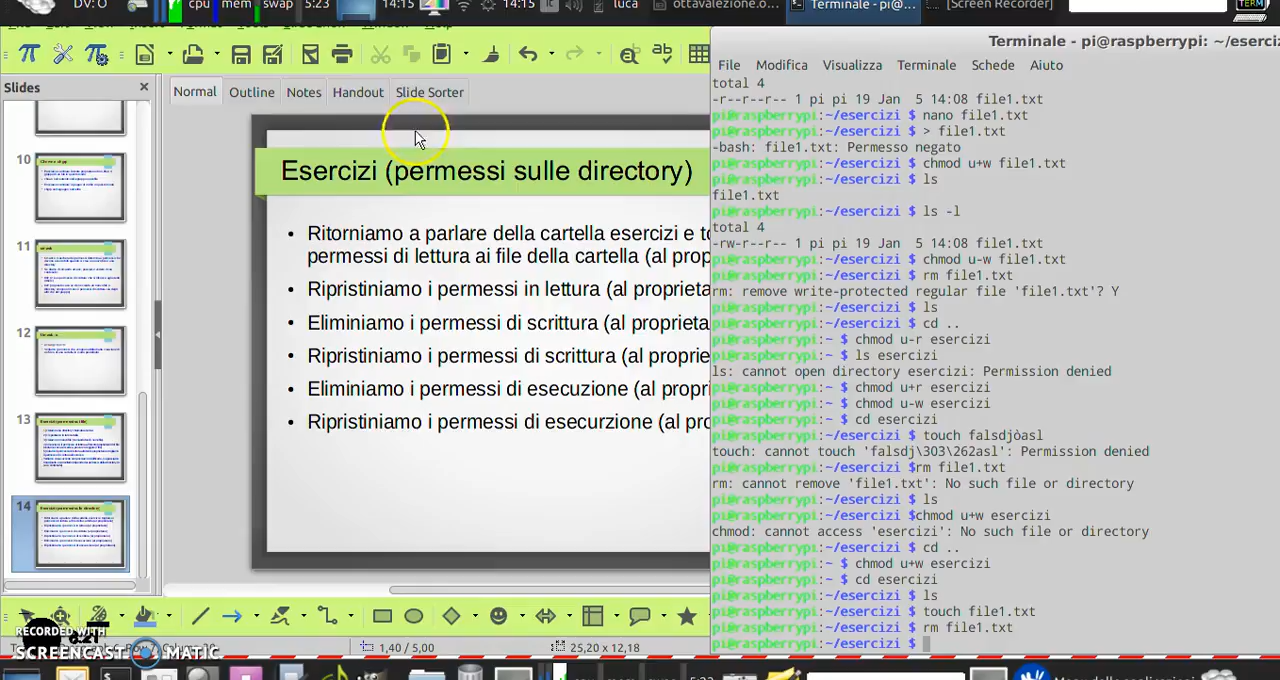 DV: 0 cpu mem swap 5:23 14:15 14:15 luca ottavalezione.o... Terminale - pi@... [Screen Recorder] TERM
Slides
Normal Outline Notes Handout Slide Sorter
10
11
12
13
14
Esercizi (permessi sulle directory)
• Ritorniamo a parlare della cartella esercizi e to
permessi di lettura ai file della cartella (al prop
• Ripristiniamo i permessi in lettura (al proprieta
• Eliminiamo i permessi di scrittura (al proprieta
• Ripristiniamo i permessi di scrittura (al proprie
• Eliminiamo i permessi di esecuzione (al propri
• Ripristiniamo i permessi di esecurzione (al pro
RECORDED WITH
SCREENCAST MATIC
1,40 / 5,00 25,20 x 12,18
Terminale - pi@raspberrypi: ~/eserciz
File Modifica Visualizza Terminale Schede Aiuto
total 4
-r--r--r-- 1 pi pi 19 Jan  5 14:08 file1.txt
pi@raspberrypi:~/esercizi $ nano file1.txt
pi@raspberrypi:~/esercizi $ > file1.txt
-bash: file1.txt: Permesso negato
pi@raspberrypi:~/esercizi $ chmod u+w file1.txt
pi@raspberrypi:~/esercizi $ ls
file1.txt
pi@raspberrypi:~/esercizi $ ls -l
total 4
-rw-r--r-- 1 pi pi 19 Jan  5 14:08 file1.txt
pi@raspberrypi:~/esercizi $ chmod u-w file1.txt
pi@raspberrypi:~/esercizi $ rm file1.txt
rm: remove write-protected regular file 'file1.txt'? Y
pi@raspberrypi:~/esercizi $ ls
pi@raspberrypi:~/esercizi $ cd ..
pi@raspberrypi:~ $ chmod u-r esercizi
pi@raspberrypi:~ $ ls esercizi
ls: cannot open directory esercizi: Permission denied
pi@raspberrypi:~ $ chmod u+r esercizi
pi@raspberrypi:~ $ chmod u-w esercizi
pi@raspberrypi:~ $ cd esercizi
pi@raspberrypi:~/esercizi $ touch falsdjòasl
touch: cannot touch 'falsdj\303\262asl': Permission denied
pi@raspberrypi:~/esercizi $rm file1.txt
rm: cannot remove 'file1.txt': No such file or directory
pi@raspberrypi:~/esercizi $ ls
pi@raspberrypi:~/esercizi $chmod u+w esercizi
chmod: cannot access 'esercizi': No such file or directory
pi@raspberrypi:~/esercizi $ cd ..
pi@raspberrypi:~ $ chmod u+w esercizi
pi@raspberrypi:~ $ cd esercizi
pi@raspberrypi:~/esercizi $ ls
pi@raspberrypi:~/esercizi $ touch file1.txt
pi@raspberrypi:~/esercizi $ rm file1.txt
pi@raspberrypi:~/esercizi $